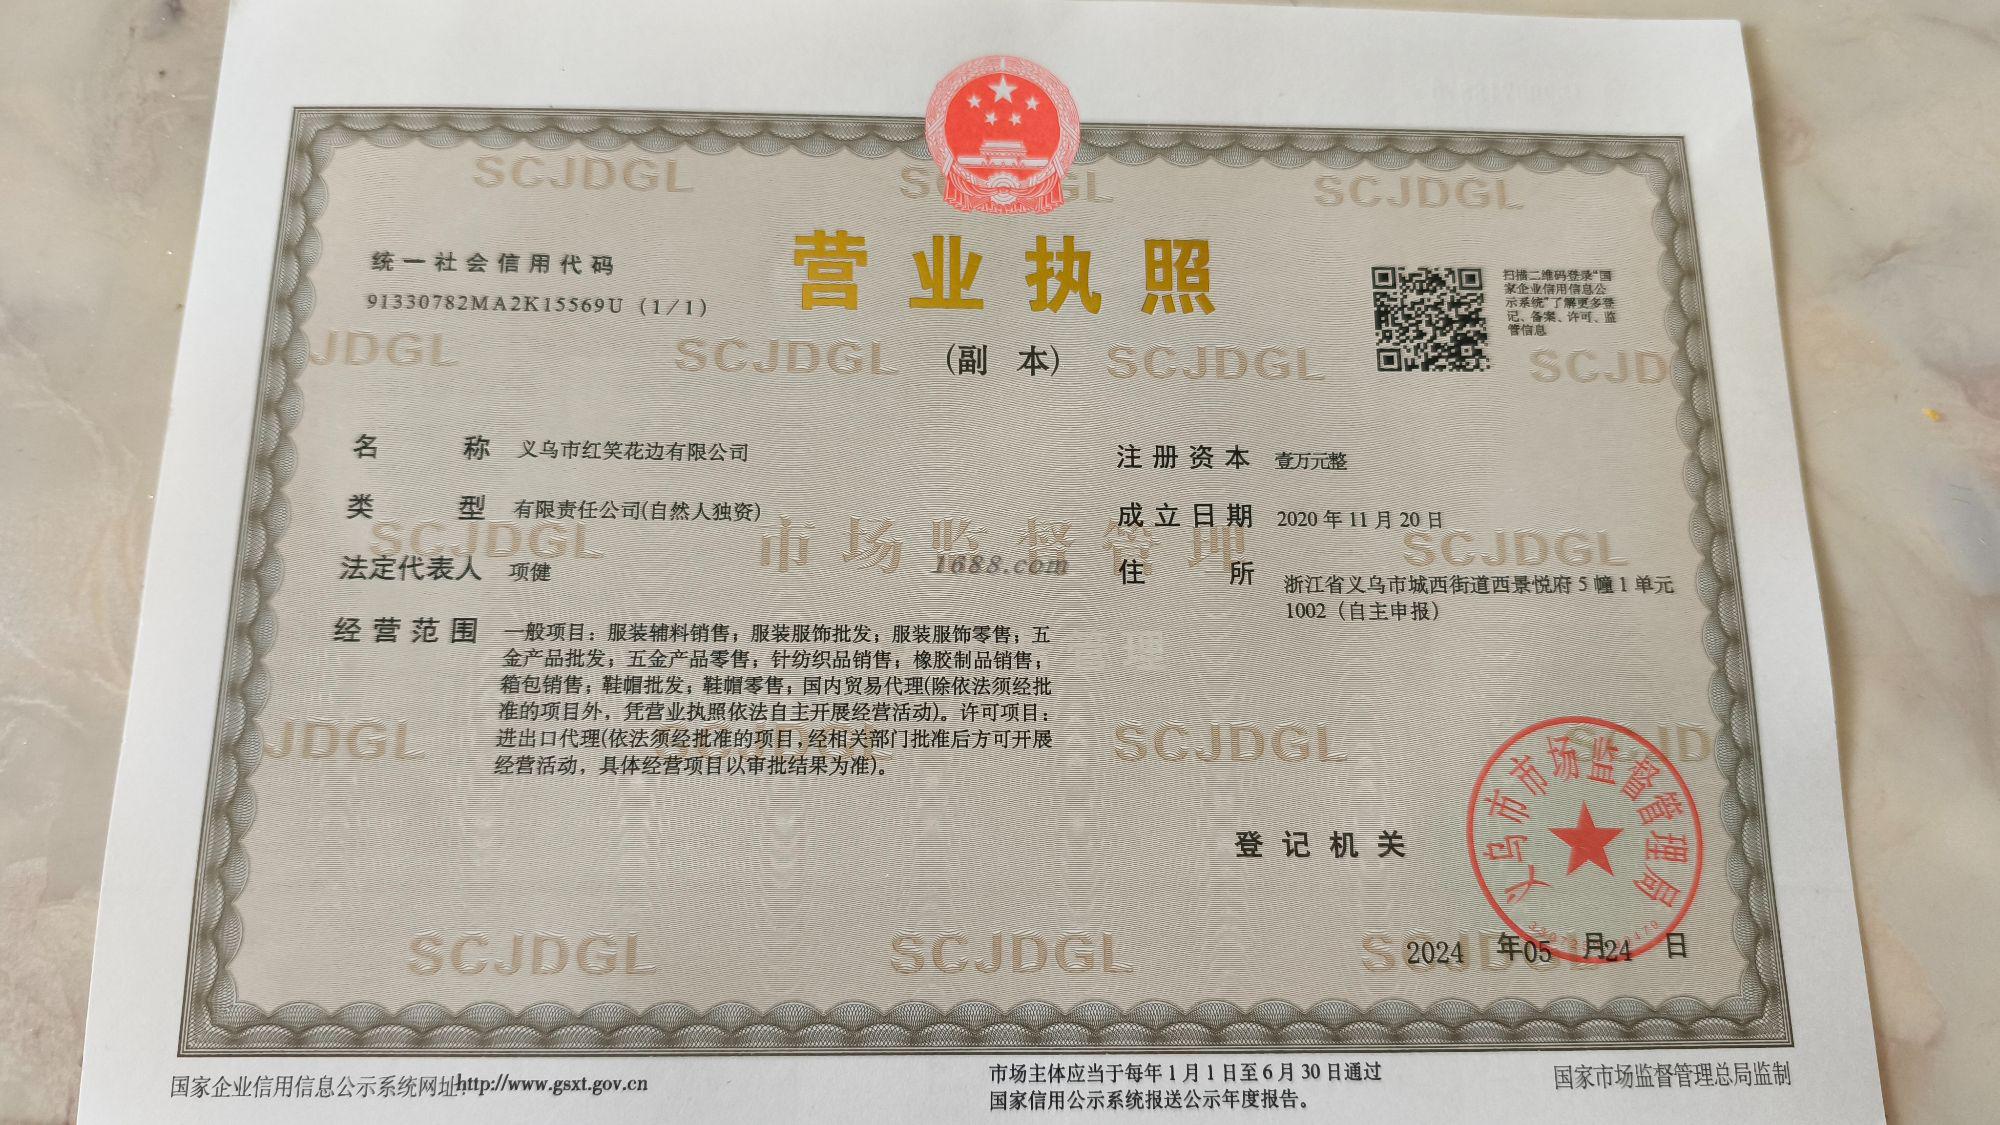 SCJDGL SCJDGL
统一社会信用代码
91330782MA2K15569U (1/1)
营业执照
(副 本)
扫描二维码登录“国
家企业信用信息公
示系统”了解更多登
记、备案、许可、监
管信息
JDGL SCJDGL SCJDGL SCJD
名 称 义乌市红笑花边有限公司
类 型 有限责任公司(自然人独资)
法定代表人 项健
经营范围 一般项目：服装辅料销售；服装服饰批发；服装服饰零售；五
金产品批发；五金产品零售；针纺织品销售；橡胶制品销售；
箱包销售；鞋帽批发；鞋帽零售；国内贸易代理(除依法须经批
准的项目外，凭营业执照依法自主开展经营活动)。许可项目：
进出口代理(依法须经批准的项目,经相关部门批准后方可开展
经营活动，具体经营项目以审批结果为准)。
注册资本 壹万元整
成立日期 2020 年 11 月 20 日
住 所 浙江省义乌市城西街道西景悦府 5 幢 1 单元
1002（自主申报）
SCJDGL 市场监督管理 SCJDGL
1688.com
JDGL SCJDGL SCJDGL
登记机关
义乌市市场监督管理局
SCJDGL SCJDGL SCJDGL
2024 年05 月24 日
国家企业信用信息公示系统网址:http://www.gsxt.gov.cn
市场主体应当于每年 1 月 1 日至 6 月 30 日通过
国家信用公示系统报送公示年度报告。
国家市场监督管理总局监制